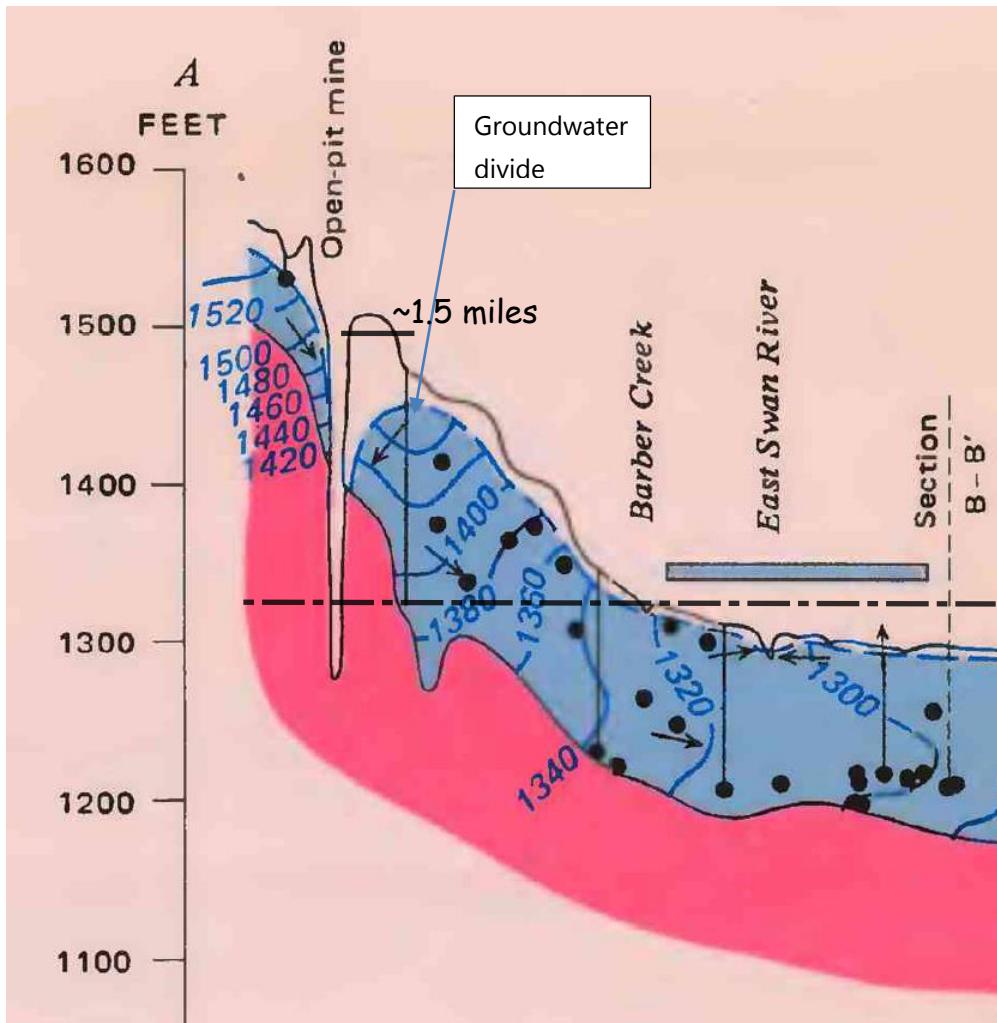 A
FEET
1600
1500
1400
1300
1200
1100
Open-pit mine
Groundwater
divide
~1.5 miles
Barber Creek
East Swan River
Section
B-B'
1520
1500
1480
1460
1440
1420
1400
1380
1360
1340
1320
1300